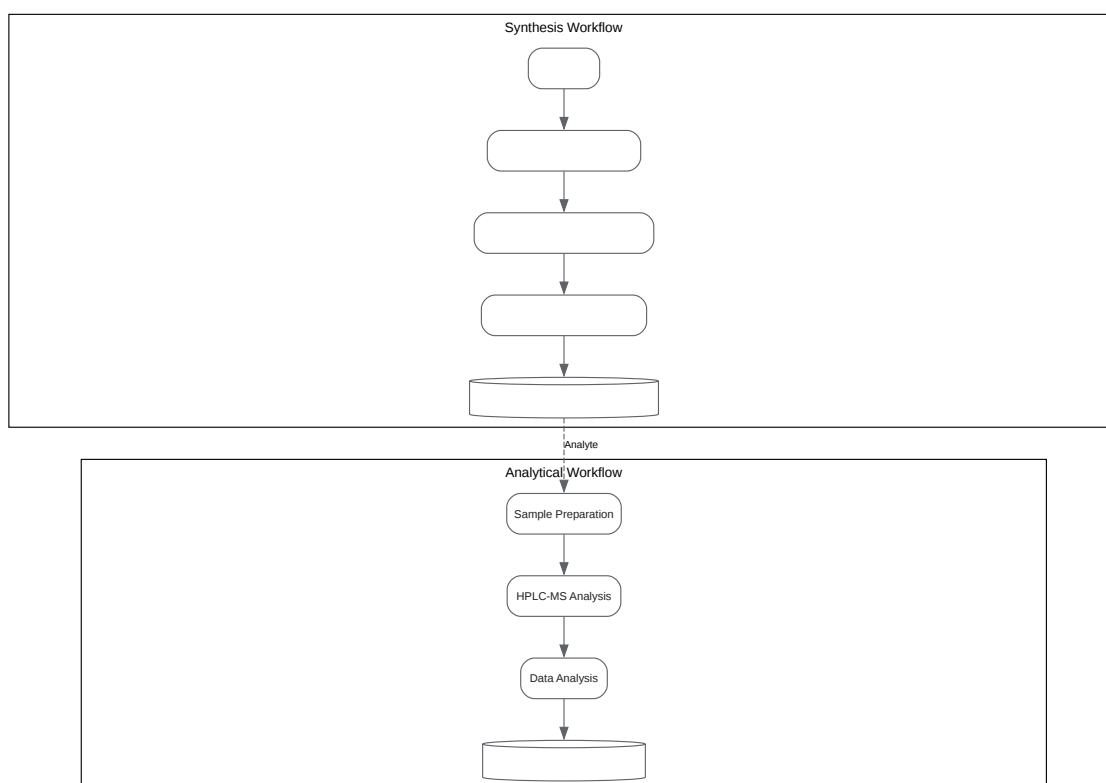 Synthesis Workflow
Analyte
Analytical Workflow
Sample Preparation
HPLC-MS Analysis
Data Analysis